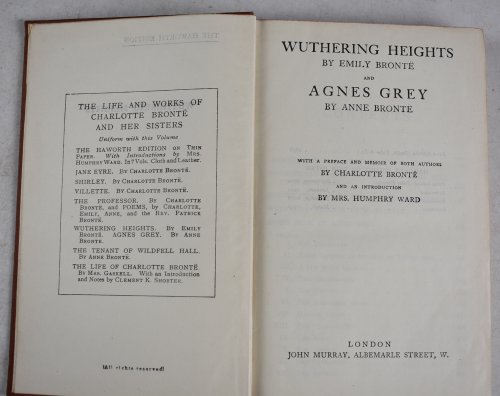 THE HAWORTH EDITION
THE LIFE AND WORKS OF
CHARLOTTE BRONTË
AND HER SISTERS
Uniform with this Volume
THE HAWORTH EDITION ON THIN
PAPER. With Introductions by MRS.
HUMPHRY WARD. In 7 Vols. Cloth and Leather.
JANE EYRE. BY CHARLOTTE BRONTË.
SHIRLEY. BY CHARLOTTE BRONTË.
VILLETTE. BY CHARLOTTE BRONTË.
THE PROFESSOR. BY CHARLOTTE
BRONTË, AND POEMS, BY CHARLOTTE,
EMILY, ANNE, AND THE REV. PATRICK
BRONTË.
WUTHERING HEIGHTS. BY EMILY
BRONTË. AGNES GREY. BY ANNE
BRONTË.
THE TENANT OF WILDFELL HALL.
BY ANNE BRONTË.
THE LIFE OF CHARLOTTE BRONTË
BY MRS. GASKELL. With an Introduction
and Notes by CLEMENT K. SHORTER.
[All rights reserved]
WUTHERING HEIGHTS
BY EMILY BRONTË
AND
AGNES GREY
BY ANNE BRONTË
WITH A PREFACE AND MEMOIR OF BOTH AUTHORS
BY CHARLOTTE BRONTË
AND AN INTRODUCTION
BY MRS. HUMPHRY WARD
LONDON
JOHN MURRAY, ALBEMARLE STREET, W.